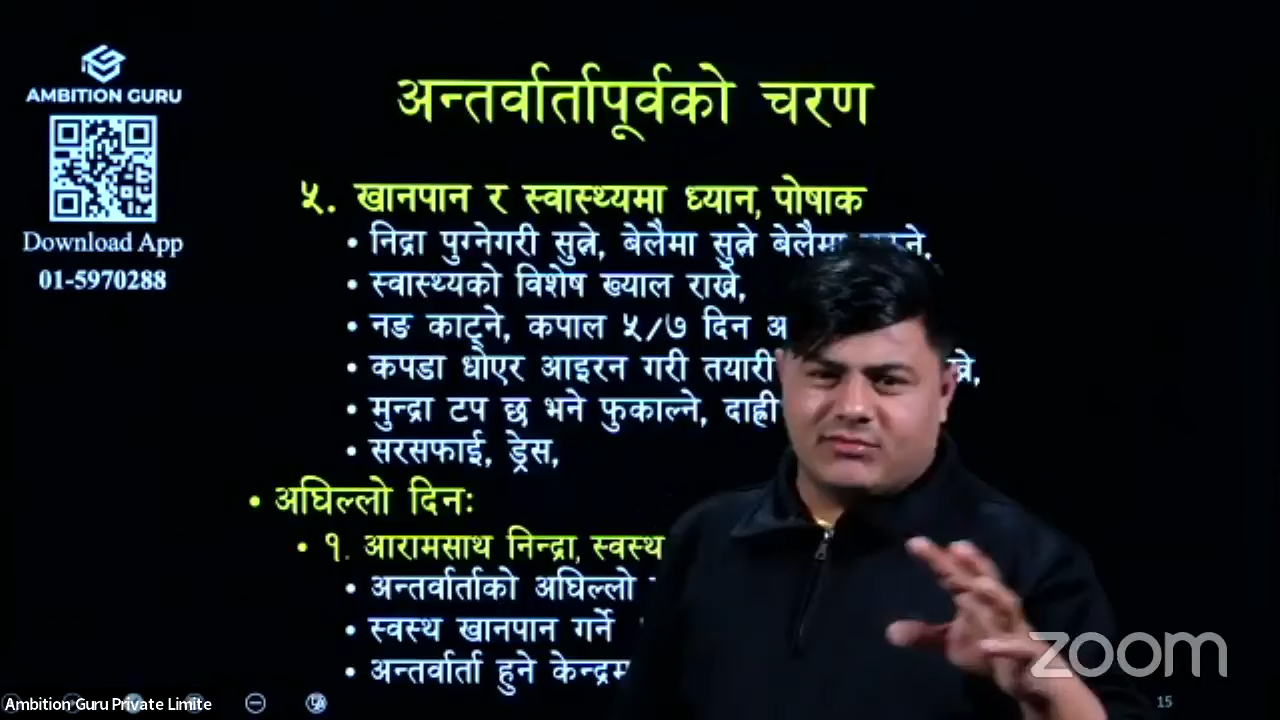 AMBITION GURU
Download App
01-5970288
अन्तर्वार्तापूर्वको चरण
५. खानपान र स्वास्थ्यमा ध्यान, पोषाक
• निद्रा पुग्नेगरी सुत्ने, बेलैमा सुत्ने
• स्वास्थ्यको विशेष ख्याल राख्ने,
• नङ काट्ने, कपाल ५/७ दिन
• कपडा धोएर आइरन गरी तयारी
• मुन्द्रा टप छ भने फुकाल्ने, दाह्री
• सरसफाई, ड्रेस,
• अघिल्लो दिनः
• १. आरामसाथ निन्द्रा, स्वस्थ
• अन्तर्वार्ताको अघिल्लो
• स्वस्थ खानपान गर्ने
• अन्तर्वार्ता हुने
zoom
Ambition Guru Private Limite
15